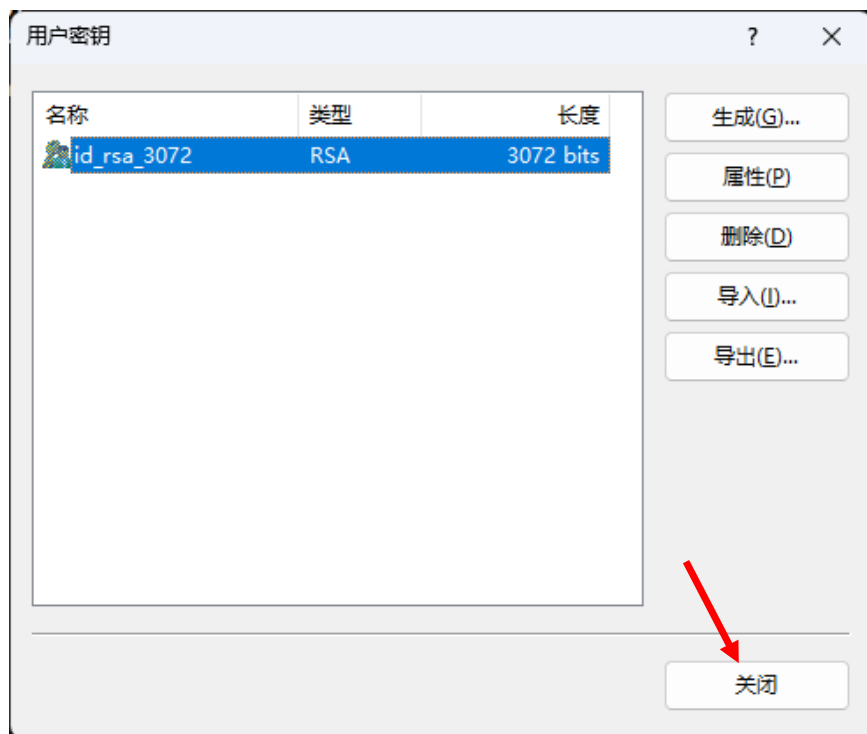 用户密钥
名称 类型 长度
id_rsa_3072 RSA 3072 bits
生成(G)...
属性(P)
删除(D)
导入(I)...
导出(E)...
关闭